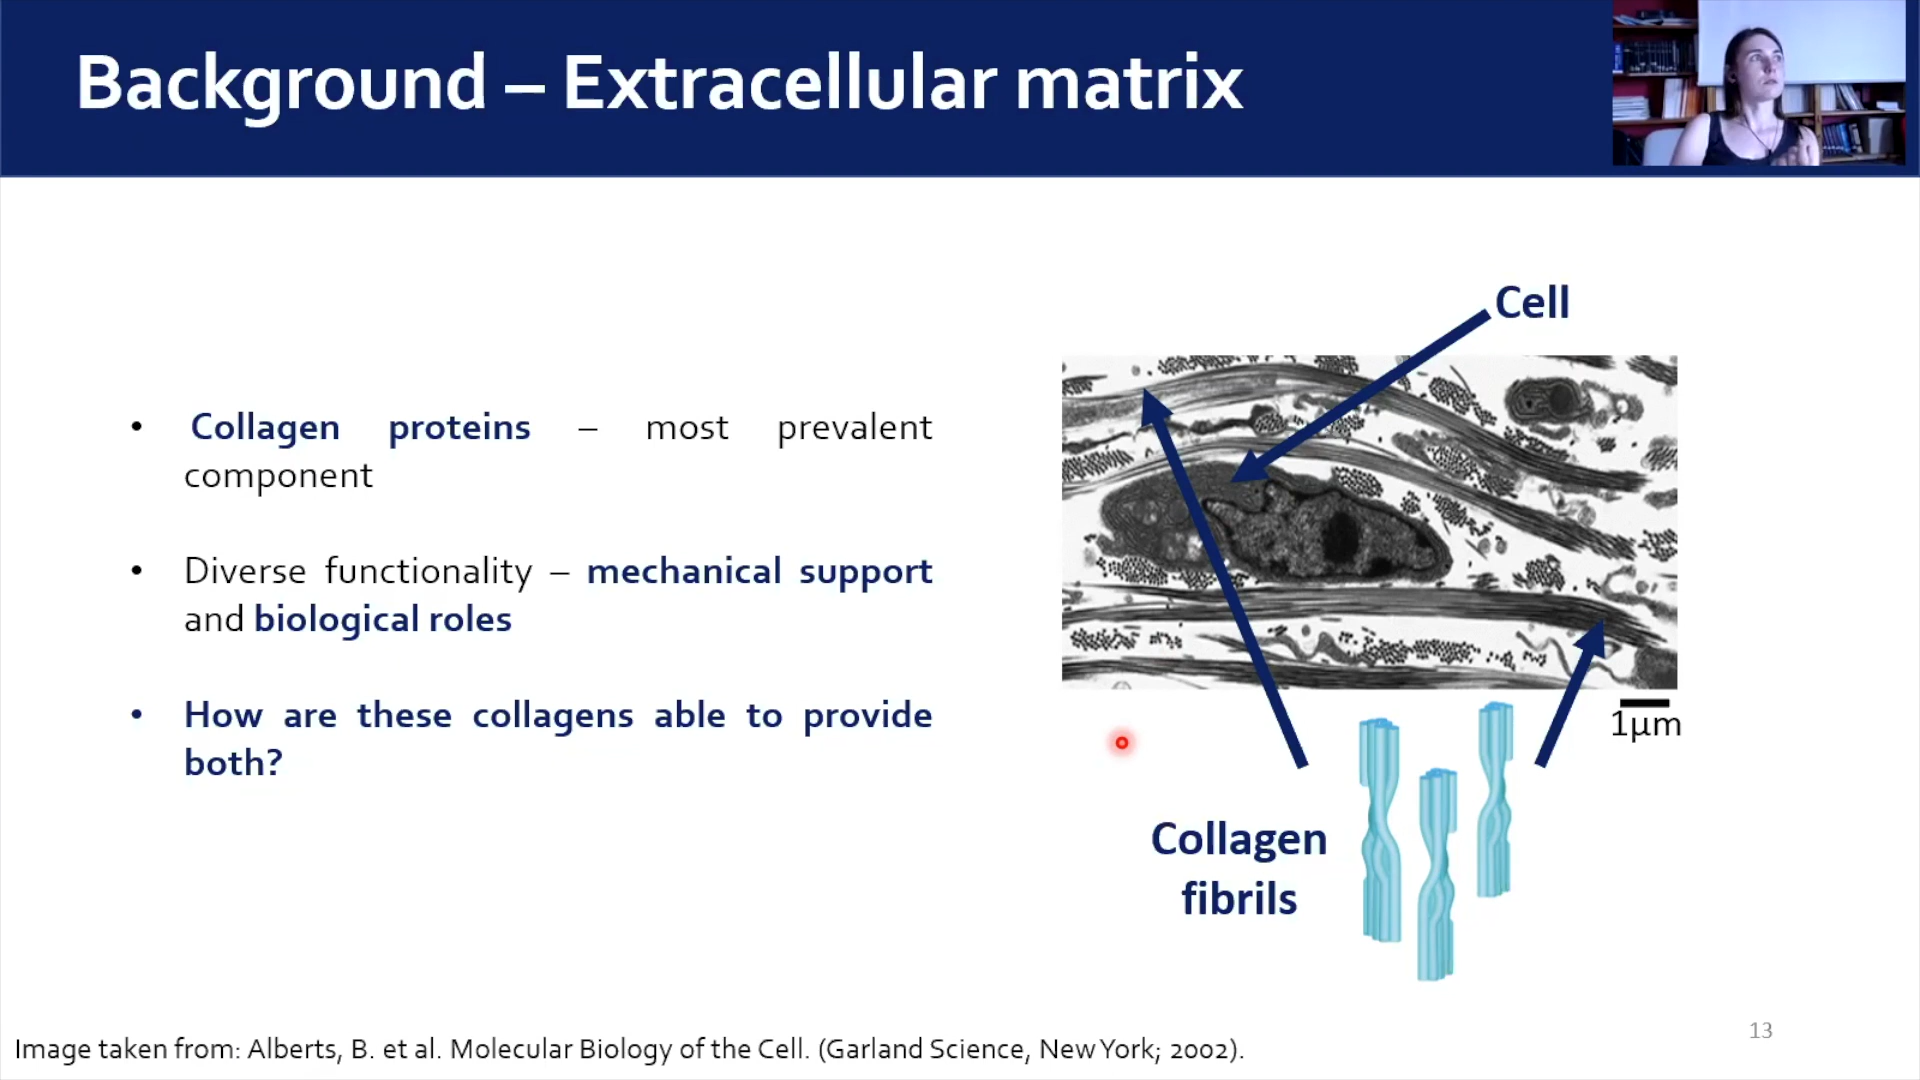 Background – Extracellular matrix
• Collagen proteins – most prevalent
component
• Diverse functionality – mechanical support
and biological roles
• How are these collagens able to provide
both?
Cell
1µm
Collagen
fibrils
13
Image taken from: Alberts, B. et al. Molecular Biology of the Cell. (Garland Science, New York; 2002).